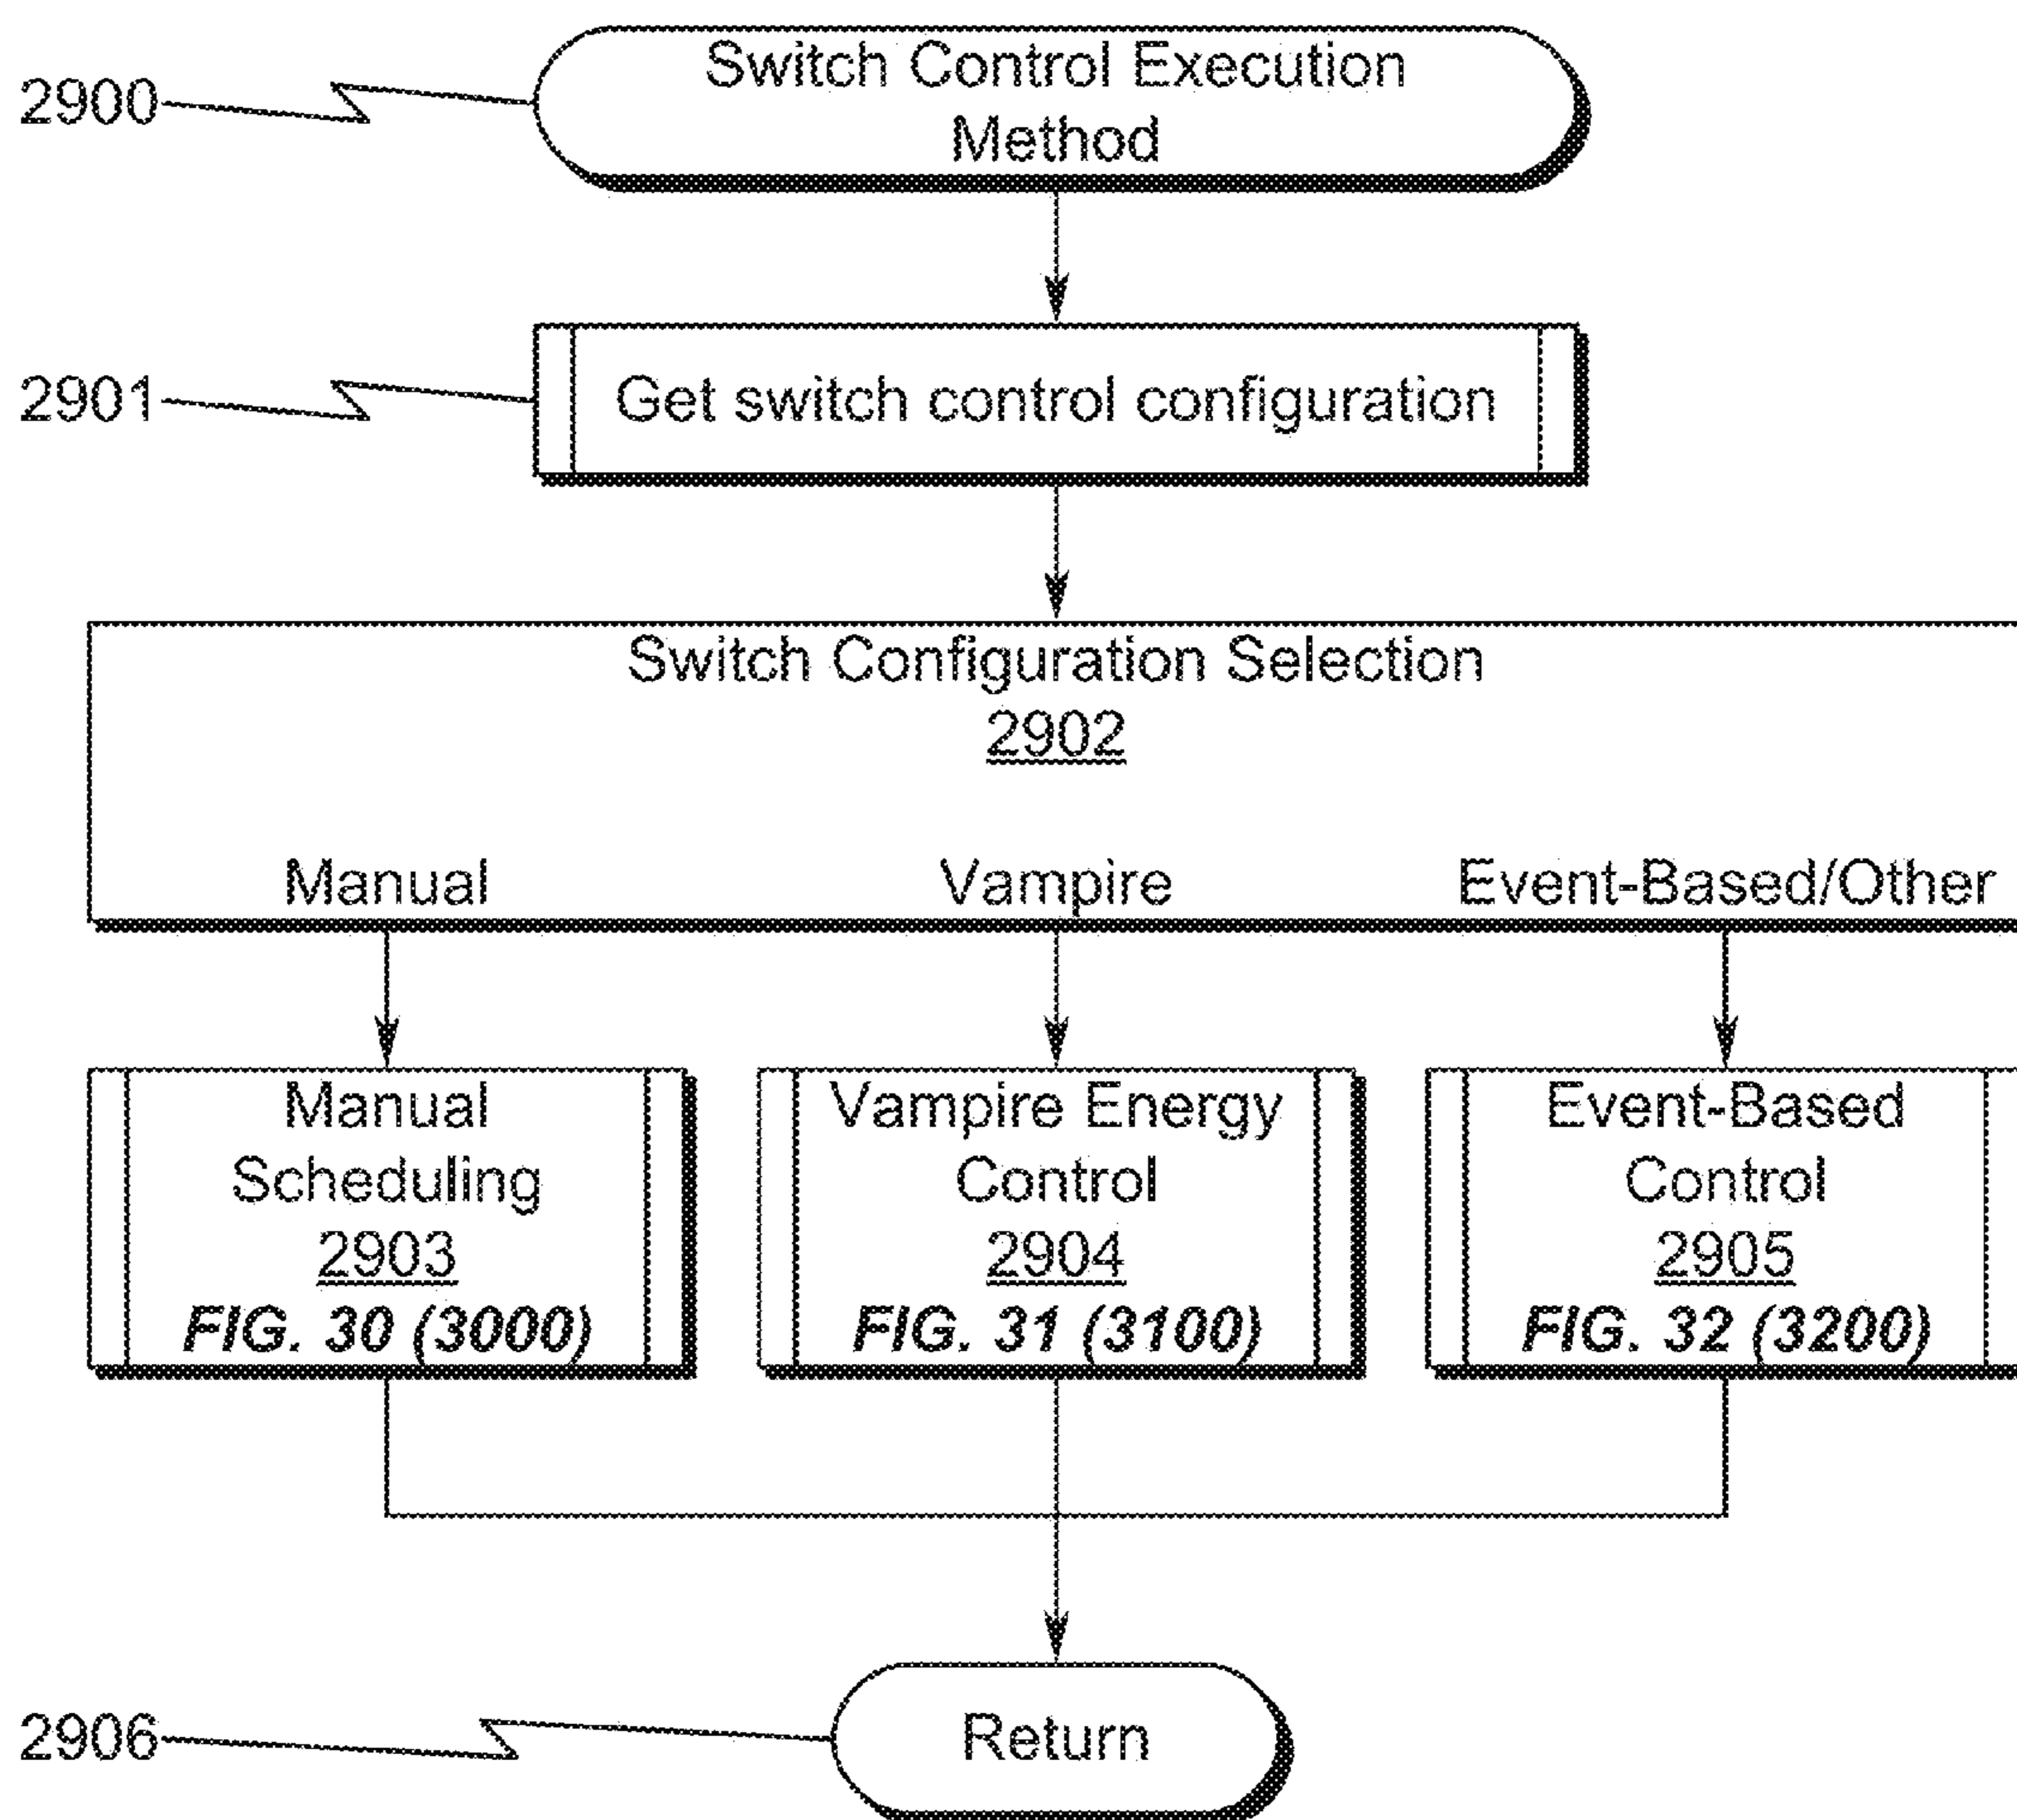 2900
Switch Control Execution
Method
2901
Get switch control configuration
Switch Configuration Selection
2902
Manual
Vampire
Event-Based/Other
Manual
Scheduling
2903
FIG. 30 (3000)
Vampire Energy
Control
2904
FIG. 31 (3100)
Event-Based
Control
2905
FIG. 32 (3200)
2906
Return